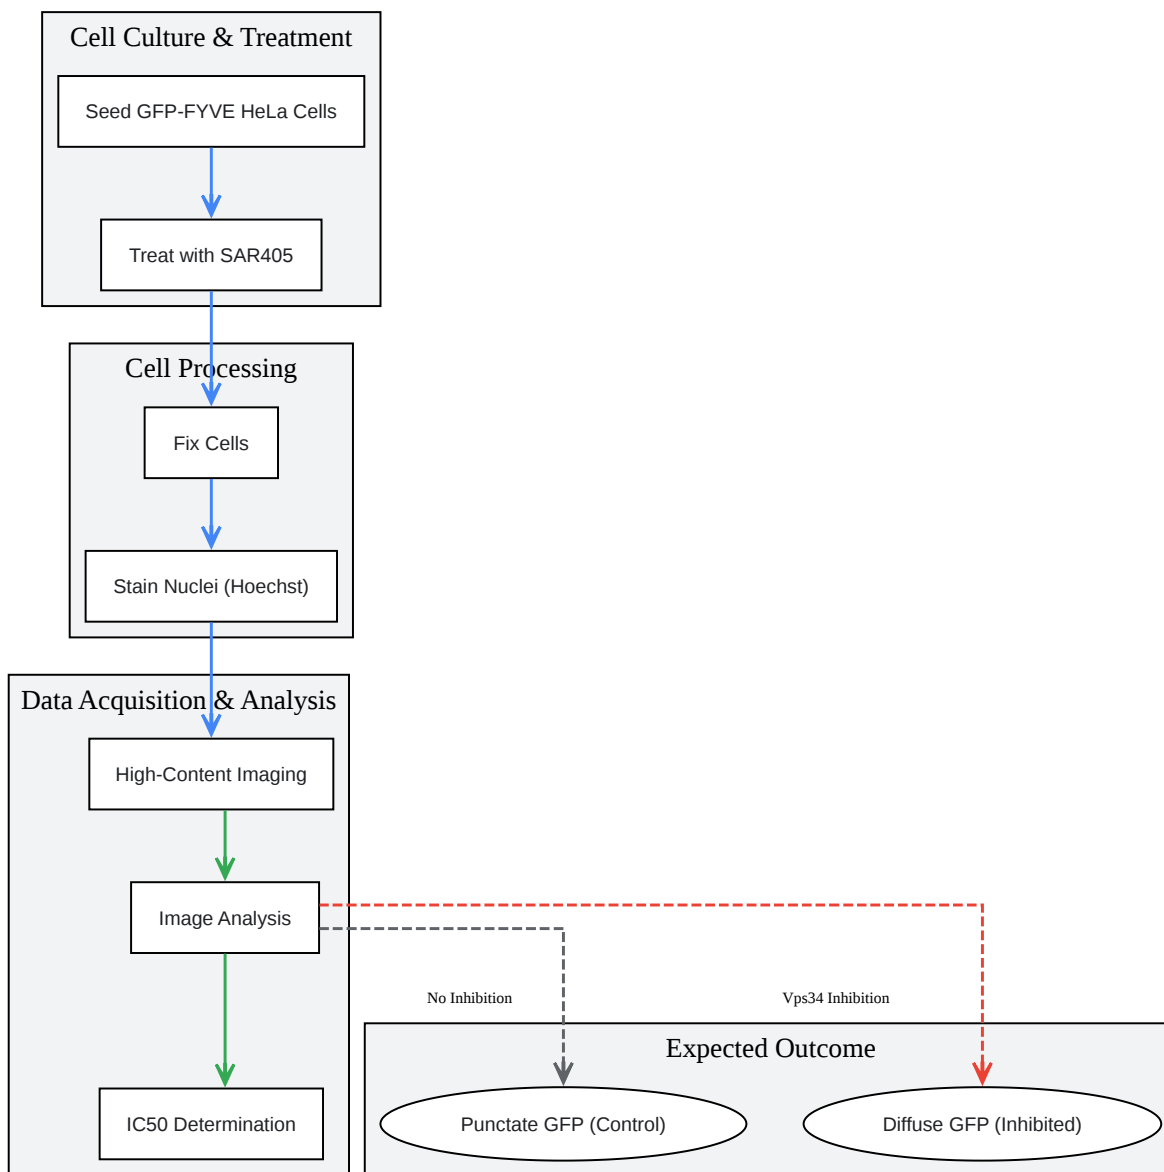 Cell Culture & Treatment
Seed GFP-FYVE HeLa Cells
Treat with SAR405
Cell Processing
Fix Cells
Stain Nuclei (Hoechst)
Data Acquisition & Analysis
High-Content Imaging
Image Analysis
No Inhibition
Vps34 Inhibition
Expected Outcome
IC50 Determination
Punctate GFP (Control)
Diffuse GFP (Inhibited)